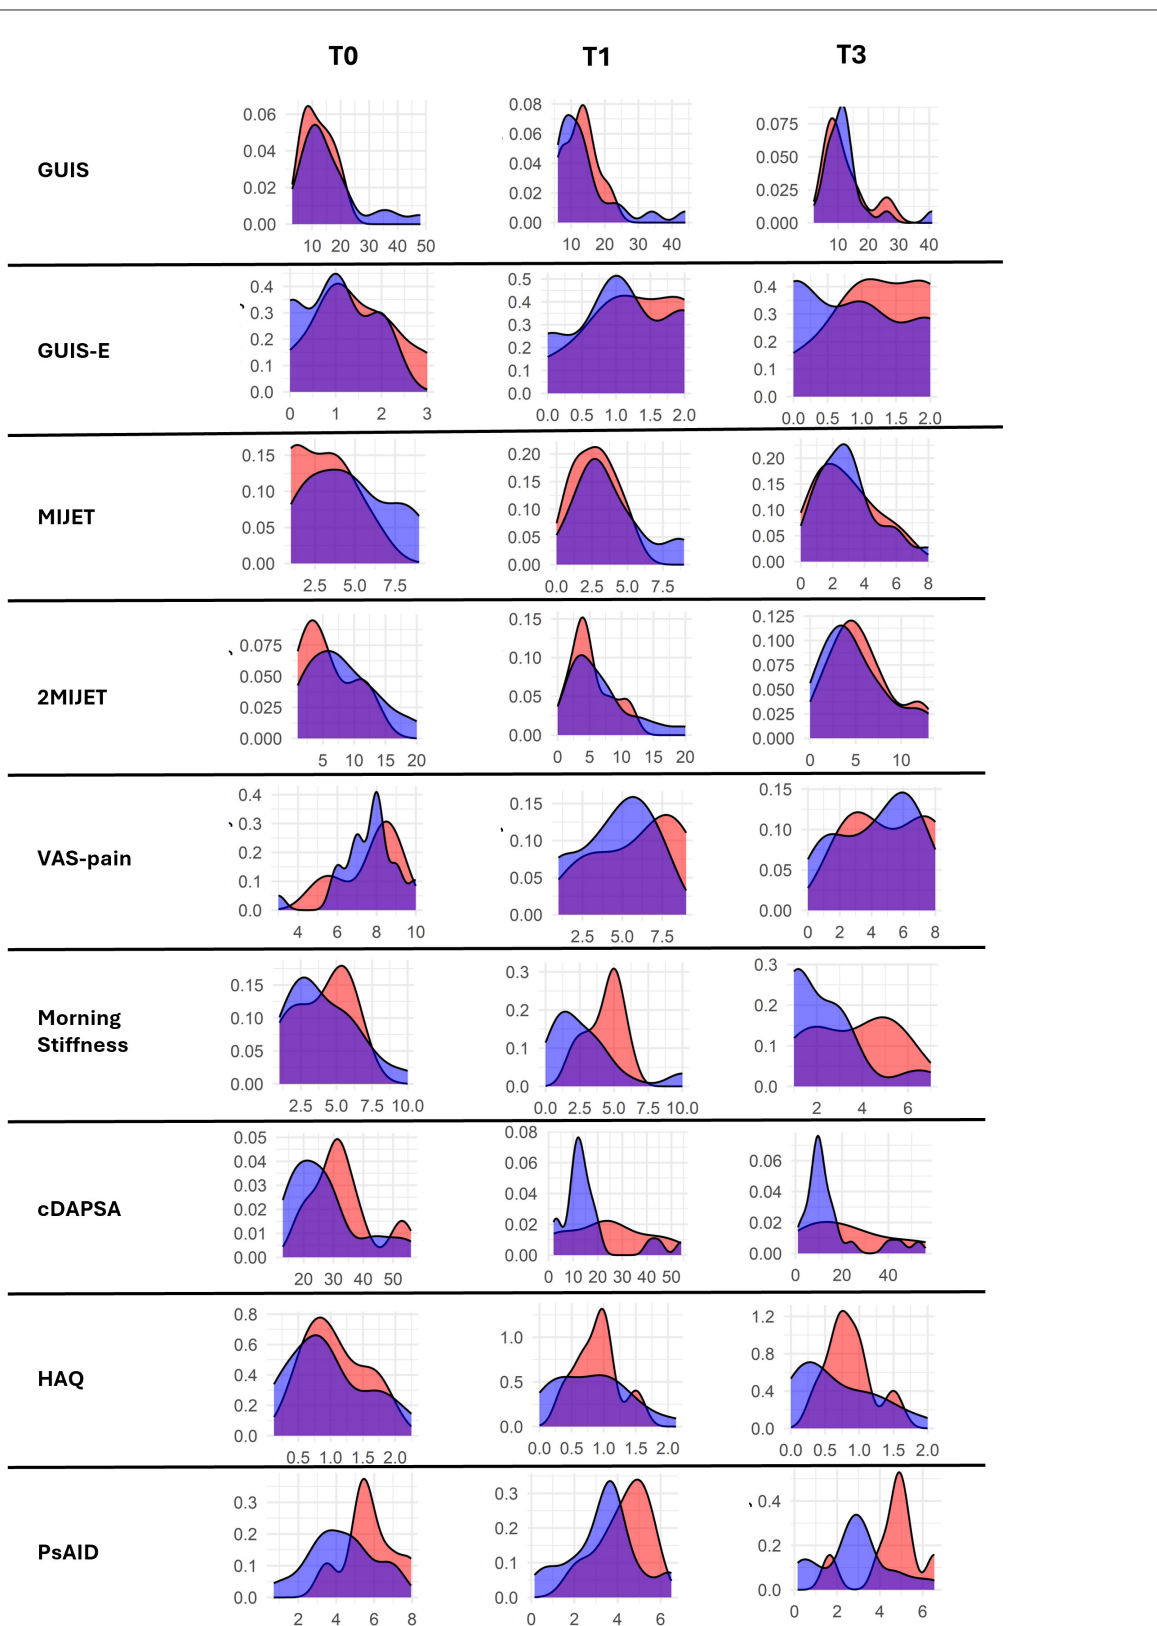 T0 T1 T3
GUIS
0.06 0.04 0.02 0.00
10 20 30 40 50
0.08 0.06 0.04 0.02 0.00
10 20 30 40
0.075 0.050 0.025 0.000
10 20 30 40
GUIS-E
0.4 0.3 0.2 0.1 0.0
0 1 2 3
0.5 0.4 0.3 0.2 0.1 0.0
0.0 0.5 1.0 1.5 2.0
0.4 0.3 0.2 0.1 0.0
0.0 0.5 1.0 1.5 2.0
MIJET
0.15 0.10 0.05 0.00
2.5 5.0 7.5
0.20 0.15 0.10 0.05 0.00
0.0 2.5 5.0 7.5
0.20 0.15 0.10 0.05 0.00
0 2 4 6 8
2MIJET
0.075 0.050 0.025 0.000
5 10 15 20
0.15 0.10 0.05 0.00
0 5 10 15 20
0.125 0.100 0.075 0.050 0.025 0.000
0 5 10
VAS-pain
0.4 0.3 0.2 0.1 0.0
4 6 8 10
0.15 0.10 0.05 0.00
2.5 5.0 7.5
0.15 0.10 0.05 0.00
0 2 4 6 8
Morning
Stiffness
0.15 0.10 0.05 0.00
2.5 5.0 7.5 10.0
0.3 0.2 0.1 0.0
0.0 2.5 5.0 7.5 10.0
0.3 0.2 0.1 0.0
2 4 6
cDAPSA
0.05 0.04 0.03 0.02 0.01 0.00
20 30 40 50
0.08 0.06 0.04 0.02 0.00
0 10 20 30 40 50
0.06 0.04 0.02 0.00
0 20 40
HAQ
0.8 0.6 0.4 0.2 0.0
0.5 1.0 1.5 2.0
1.0 0.5 0.0
0.0 0.5 1.0 1.5 2.0
1.2 0.8 0.4 0.0
0.0 0.5 1.0 1.5 2.0
PsAID
0.3 0.2 0.1 0.0
2 4 6 8
0.3 0.2 0.1 0.0
0 2 4 6
0.4 0.2 0.0
0 2 4 6